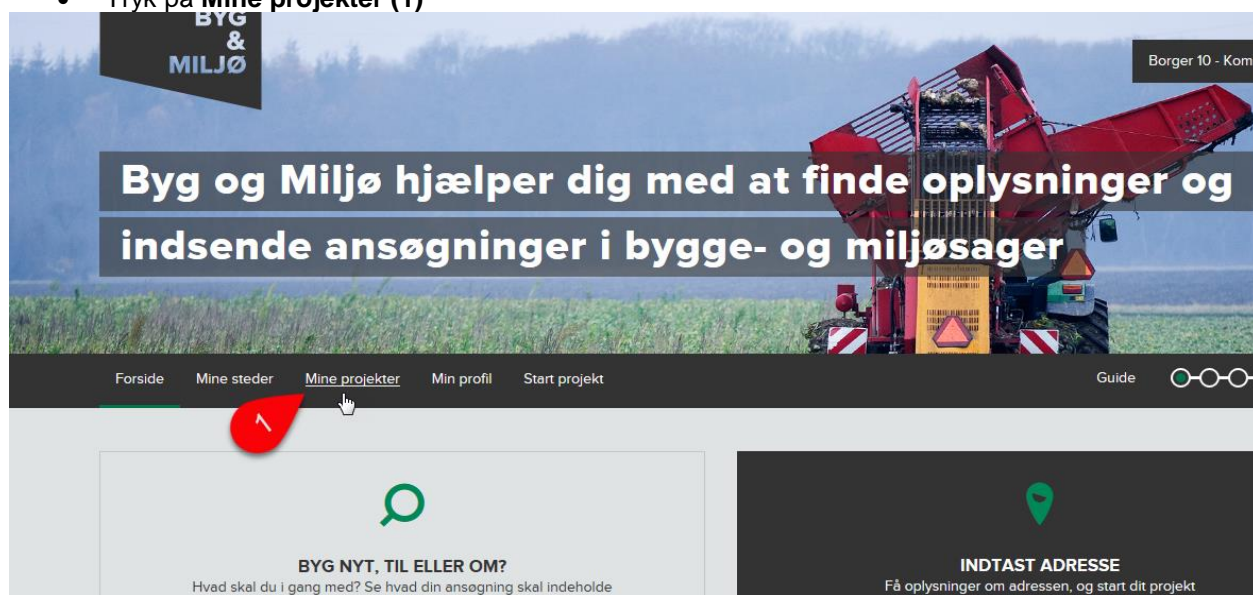 • Tryk på Mine projekter (1)
BYG
&
MILJØ
Borger 10 - Kom
Byg og Miljø hjælper dig med at finde oplysninger og
indsende ansøgninger i bygge- og miljøsager
Forside Mine steder Mine projekter Min profil Start projekt Guide
1
BYG NYT, TIL ELLER OM?
Hvad skal du i gang med? Se hvad din ansøgning skal indeholde
INDTAST ADRESSE
Få oplysninger om adressen, og start dit projekt